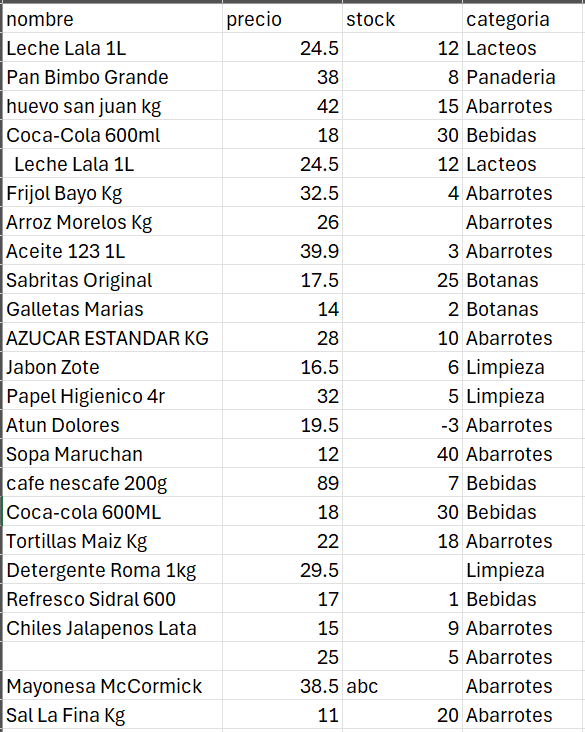 nombre precio stock categoria
Leche Lala 1L 24.5 12 Lacteos
Pan Bimbo Grande 38 8 Panaderia
huevo san juan kg 42 15 Abarrotes
Coca-Cola 600ml 18 30 Bebidas
Leche Lala 1L 24.5 12 Lacteos
Frijol Bayo Kg 32.5 4 Abarrotes
Arroz Morelos Kg 26 Abarrotes
Aceite 123 1L 39.9 3 Abarrotes
Sabritas Original 17.5 25 Botanas
Galletas Marias 14 2 Botanas
AZUCAR ESTANDAR KG 28 10 Abarrotes
Jabon Zote 16.5 6 Limpieza
Papel Higienico 4r 32 5 Limpieza
Atun Dolores 19.5 -3 Abarrotes
Sopa Maruchan 12 40 Abarrotes
cafe nescafe 200g 89 7 Bebidas
Coca-cola 600ML 18 30 Bebidas
Tortillas Maiz Kg 22 18 Abarrotes
Detergente Roma 1kg 29.5 Limpieza
Refresco Sidral 600 17 1 Bebidas
Chiles Jalapenos Lata 15 9 Abarrotes
25 5 Abarrotes
Mayonesa McCormick 38.5 abc Abarrotes
Sal La Fina Kg 11 20 Abarrotes